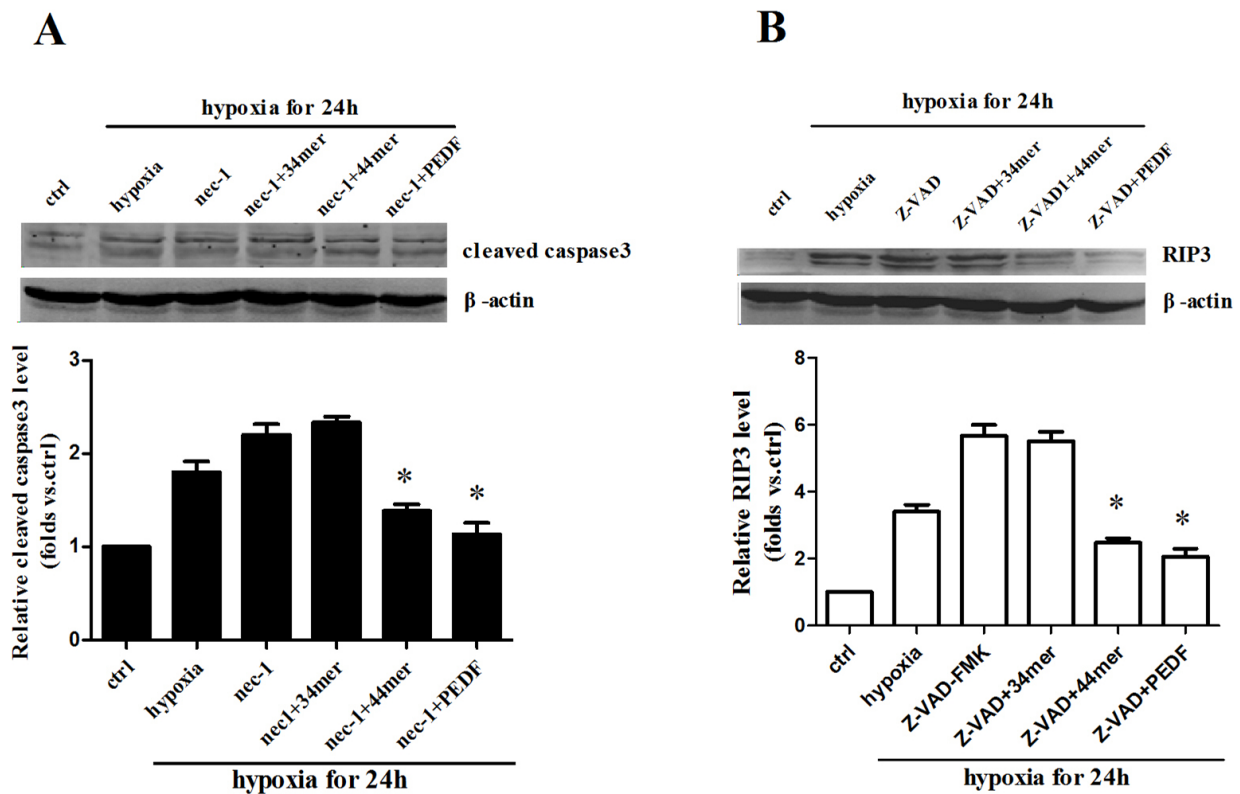 A
hypoxia for 24h
ctrl
hypoxia
nec-1
nec-1+34mer
nec-1+44mer
nec-1+PEDF
cleaved caspase3
β -actin
Relative cleaved caspase3 level
(folds vs.ctrl)
3
2
1
0
*
*
ctrl
hypoxia
nec-1
nec1+34mer
nec-1+44mer
nec-1+PEDF
hypoxia for 24h
B
hypoxia for 24h
ctrl
hypoxia
Z-VAD
Z-VAD+34mer
Z-VAD1+44mer
Z-VAD+PEDF
RIP3
β -actin
Relative RIP3 level
(folds vs.ctrl)
8
6
4
2
0
*
*
ctrl
hypoxia
Z-VAD-FMK
Z-VAD+34mer
Z-VAD+44mer
Z-VAD+PEDF
hypoxia for 24h